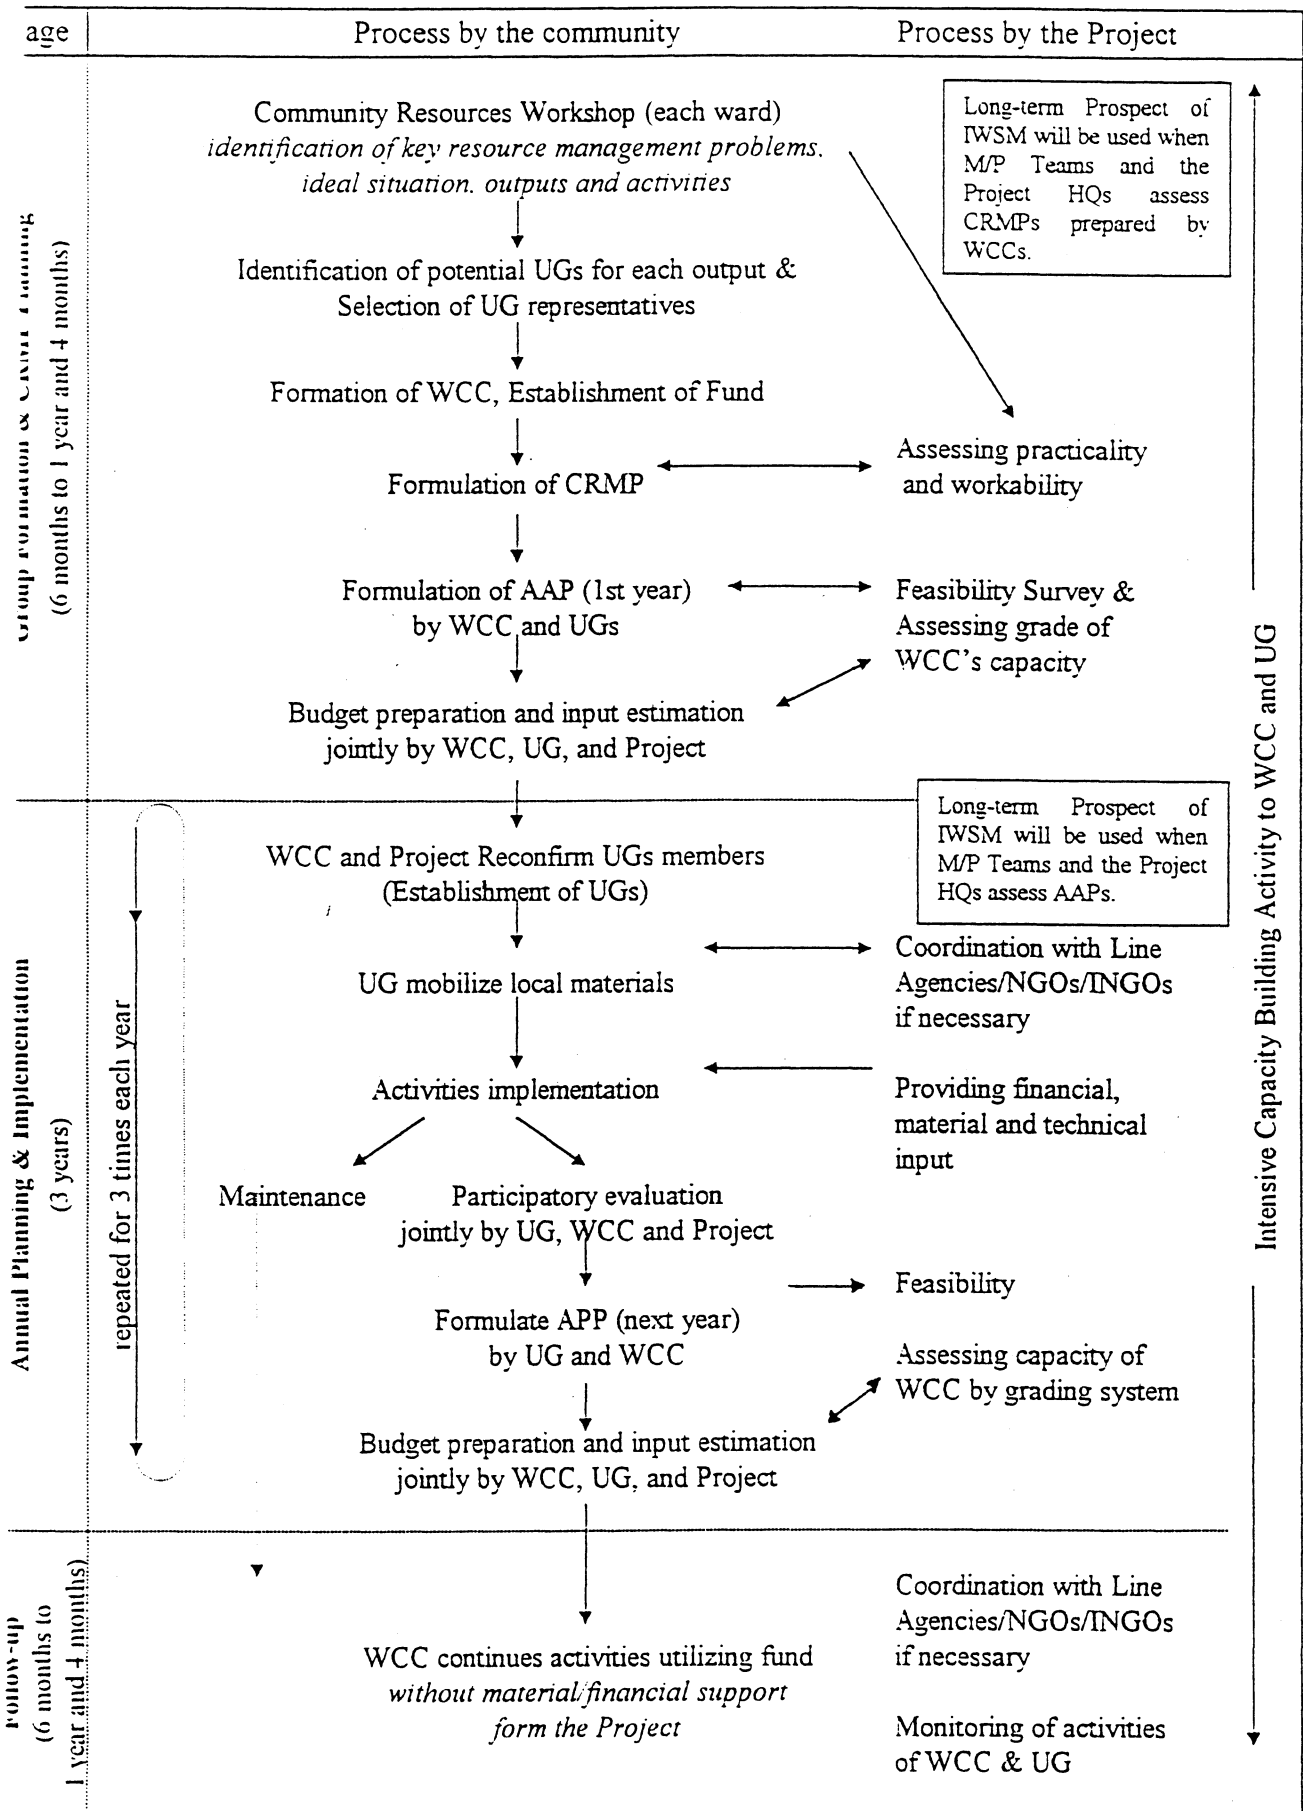 age
Process by the community
Process by the Project
Community Resources Workshop (each ward)
identification of key resource management problems.
ideal situation. outputs and activities
Long-term Prospect of
IWSM will be used when
M/P Teams and the
Project HQs assess
CRMPs prepared by
WCCs.
Identification of potential UGs for each output &
Selection of UG representatives
Formation of WCC, Establishment of Fund
Formulation of CRMP
Assessing practicality
and workability
Formulation of AAP (1st year)
by WCC and UGs
Feasibility Survey &
Assessing grade of
WCC's capacity
Budget preparation and input estimation
jointly by WCC, UG, and Project
Group Formation & CRMP Planning
(6 months to 1 year and 4 months)
Long-term Prospect of
IWSM will be used when
M/P Teams and the Project
HQs assess AAPs.
WCC and Project Reconfirm UGs members
(Establishment of UGs)
UG mobilize local materials
Coordination with Line
Agencies/NGOs/INGOs
if necessary
Activities implementation
Providing financial,
material and technical
input
Maintenance
Participatory evaluation
jointly by UG, WCC and Project
Formulate APP (next year)
by UG and WCC
Feasibility
Assessing capacity of
WCC by grading system
Budget preparation and input estimation
jointly by WCC, UG, and Project
Annual Planning & Implementation
(3 years)
repeated for 3 times each year
WCC continues activities utilizing fund
without material/financial support
form the Project
Coordination with Line
Agencies/NGOs/INGOs
if necessary
Monitoring of activities
of WCC & UG
Follow-up
(6 months to
1 year and 4 months)
Intensive Capacity Building Activity to WCC and UG